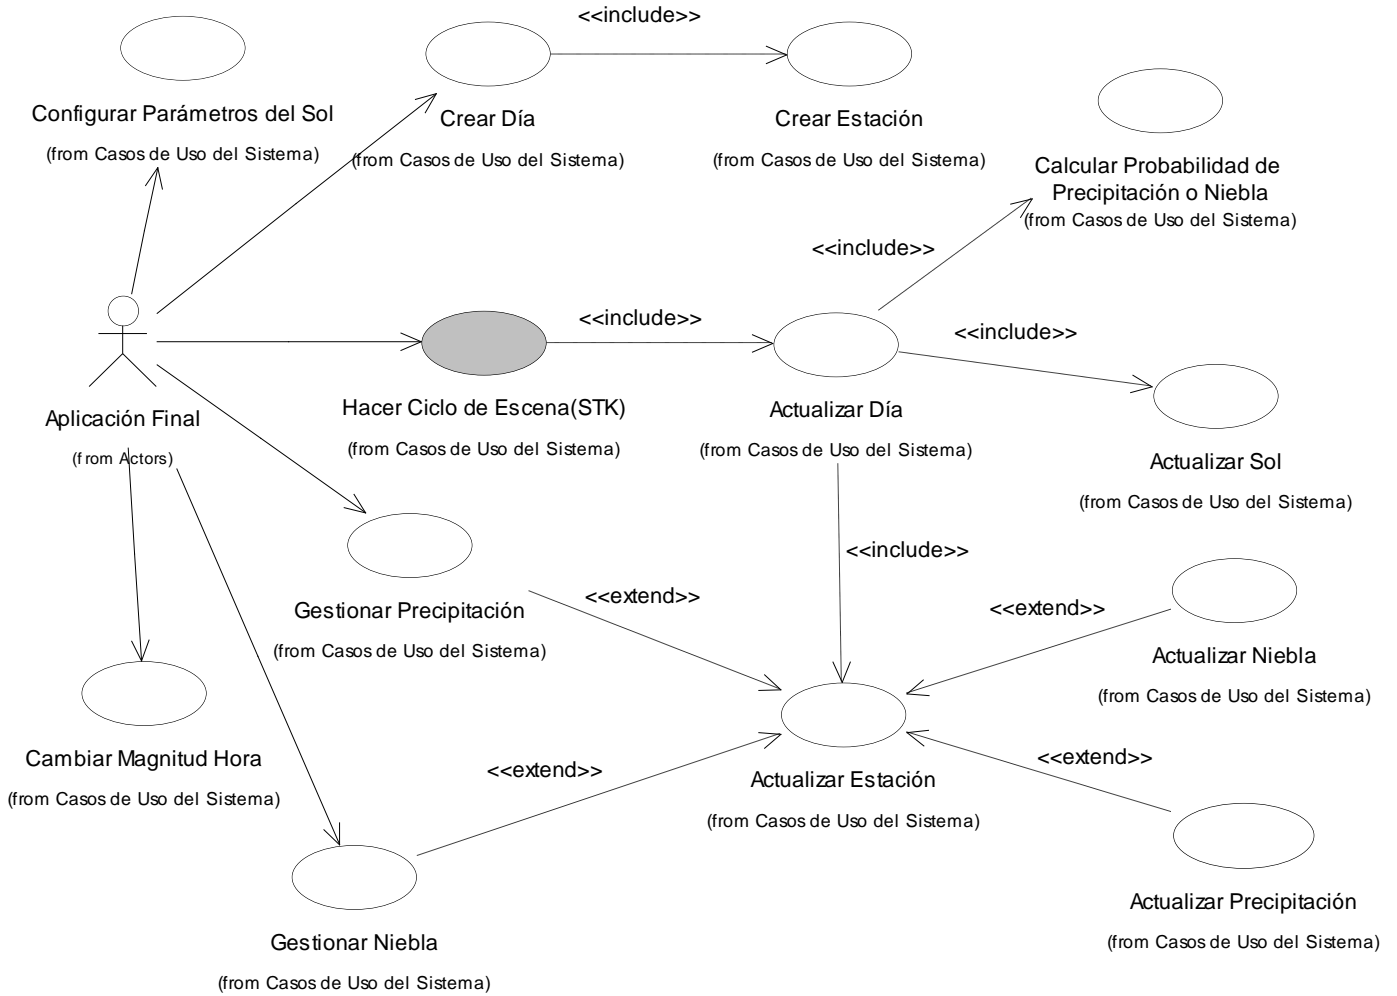 <<include>>
Configurar Parámetros del Sol
(from Casos de Uso del Sistema)
Crear Día
(from Casos de Uso del Sistema)
Crear Estación
(from Casos de Uso del Sistema)
Calcular Probabilidad de
Precipitación o Niebla
(from Casos de Uso del Sistema)
<<include>>
<<include>>
<<include>>
Aplicación Final
(from Actors)
Hacer Ciclo de Escena(STK)
(from Casos de Uso del Sistema)
Actualizar Día
(from Casos de Uso del Sistema)
Actualizar Sol
(from Casos de Uso del Sistema)
<<include>>
Gestionar Precipitación
(from Casos de Uso del Sistema)
<<extend>>
<<extend>>
Actualizar Niebla
(from Casos de Uso del Sistema)
Cambiar Magnitud Hora
(from Casos de Uso del Sistema)
<<extend>>
<<extend>>
Actualizar Estación
(from Casos de Uso del Sistema)
Actualizar Precipitación
(from Casos de Uso del Sistema)
Gestionar Niebla
(from Casos de Uso del Sistema)